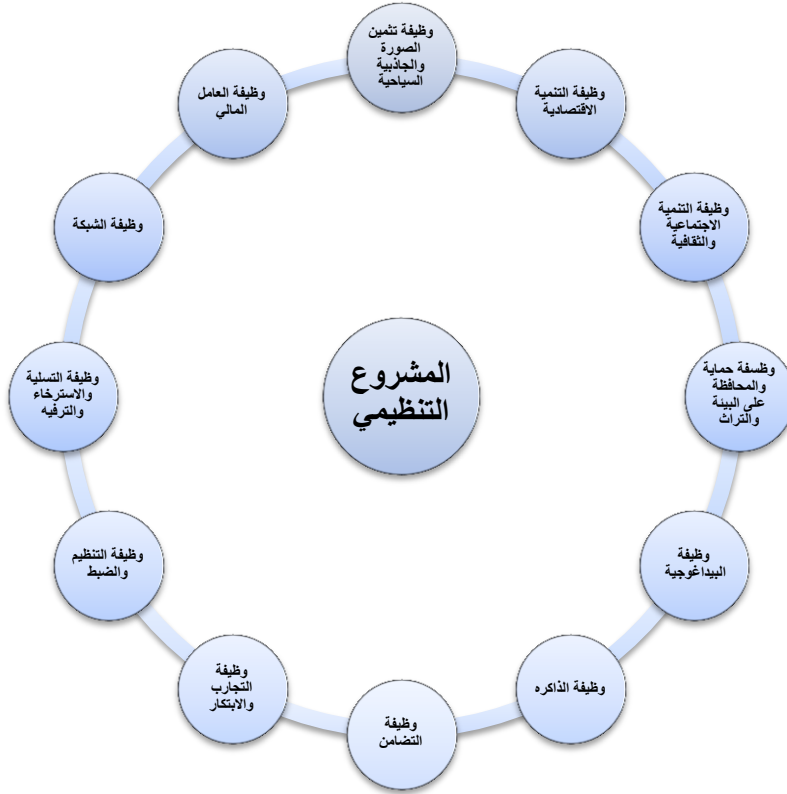 وظيفة تثمين
الصورة
والجاذبية
السياحية
وظيفة التنمية
الاقتصادية
وظيفة التنمية
الاجتماعية
والثقافية
وظسفة حماية
والمحافظة
على البيئة
والتراث
وظيفة
البيداغوجية
وظيفة الذاكره
وظيفة
التضامن
وظيفة
التجارب
والابتكار
وظيفة التنظيم
والضبط
وظيفة التسلية
والاسترخاء
والترفيه
وظيفة الشبكة
وظيفة العامل
المالي
المشروع
التنظيمي